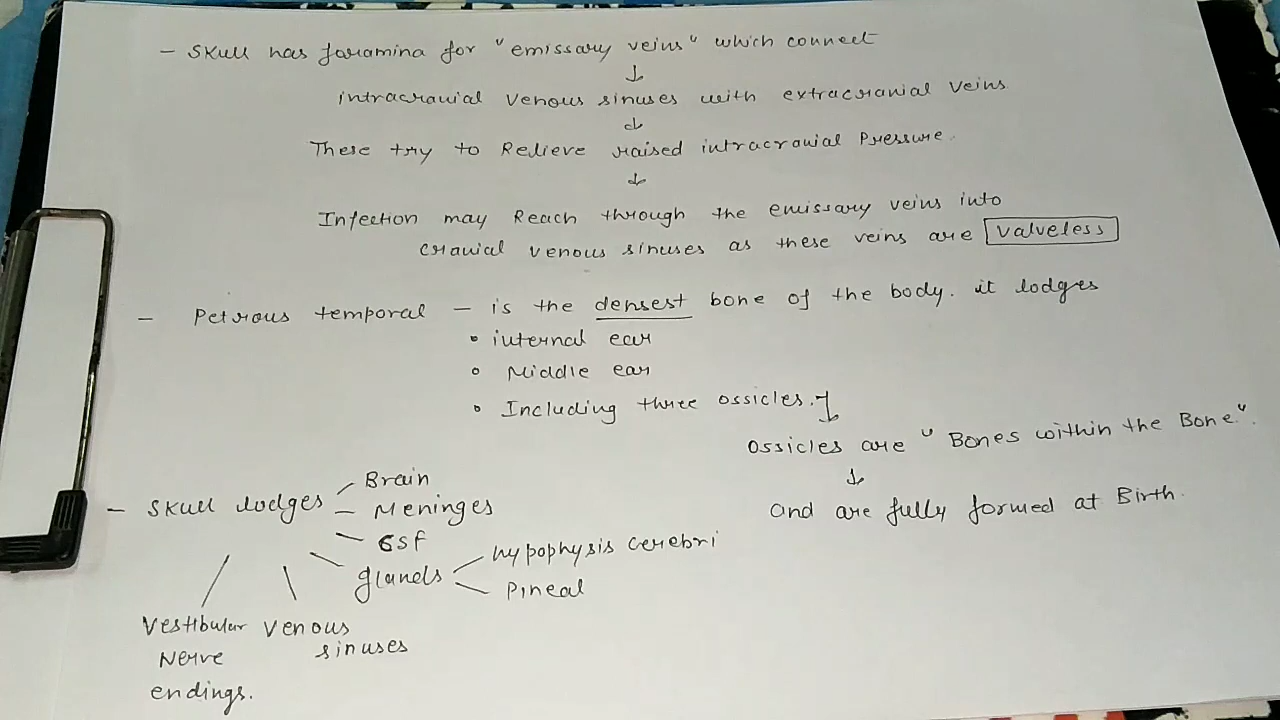 - Skull has foramina for "emissary veins" which connect
↓
intracranial venous sinuses with extracranial veins
↓
These try to Relieve raised intracranial Pressure.
↓
Infection may Reach through the emissary veins into
cranial venous sinuses as these veins are valveless
- Petrous temporal - is the densest bone of the body. it lodges
• internal ear
• Middle ear
• Including three ossicles.
↓
Ossicles are "Bones within the Bone".
↓
and are fully formed at Birth.
- Skull lodges
Brain
Meninges
CSF
glands
hypophysis cerebri
Pineal
Vestibular Nerve endings.
Venous sinuses